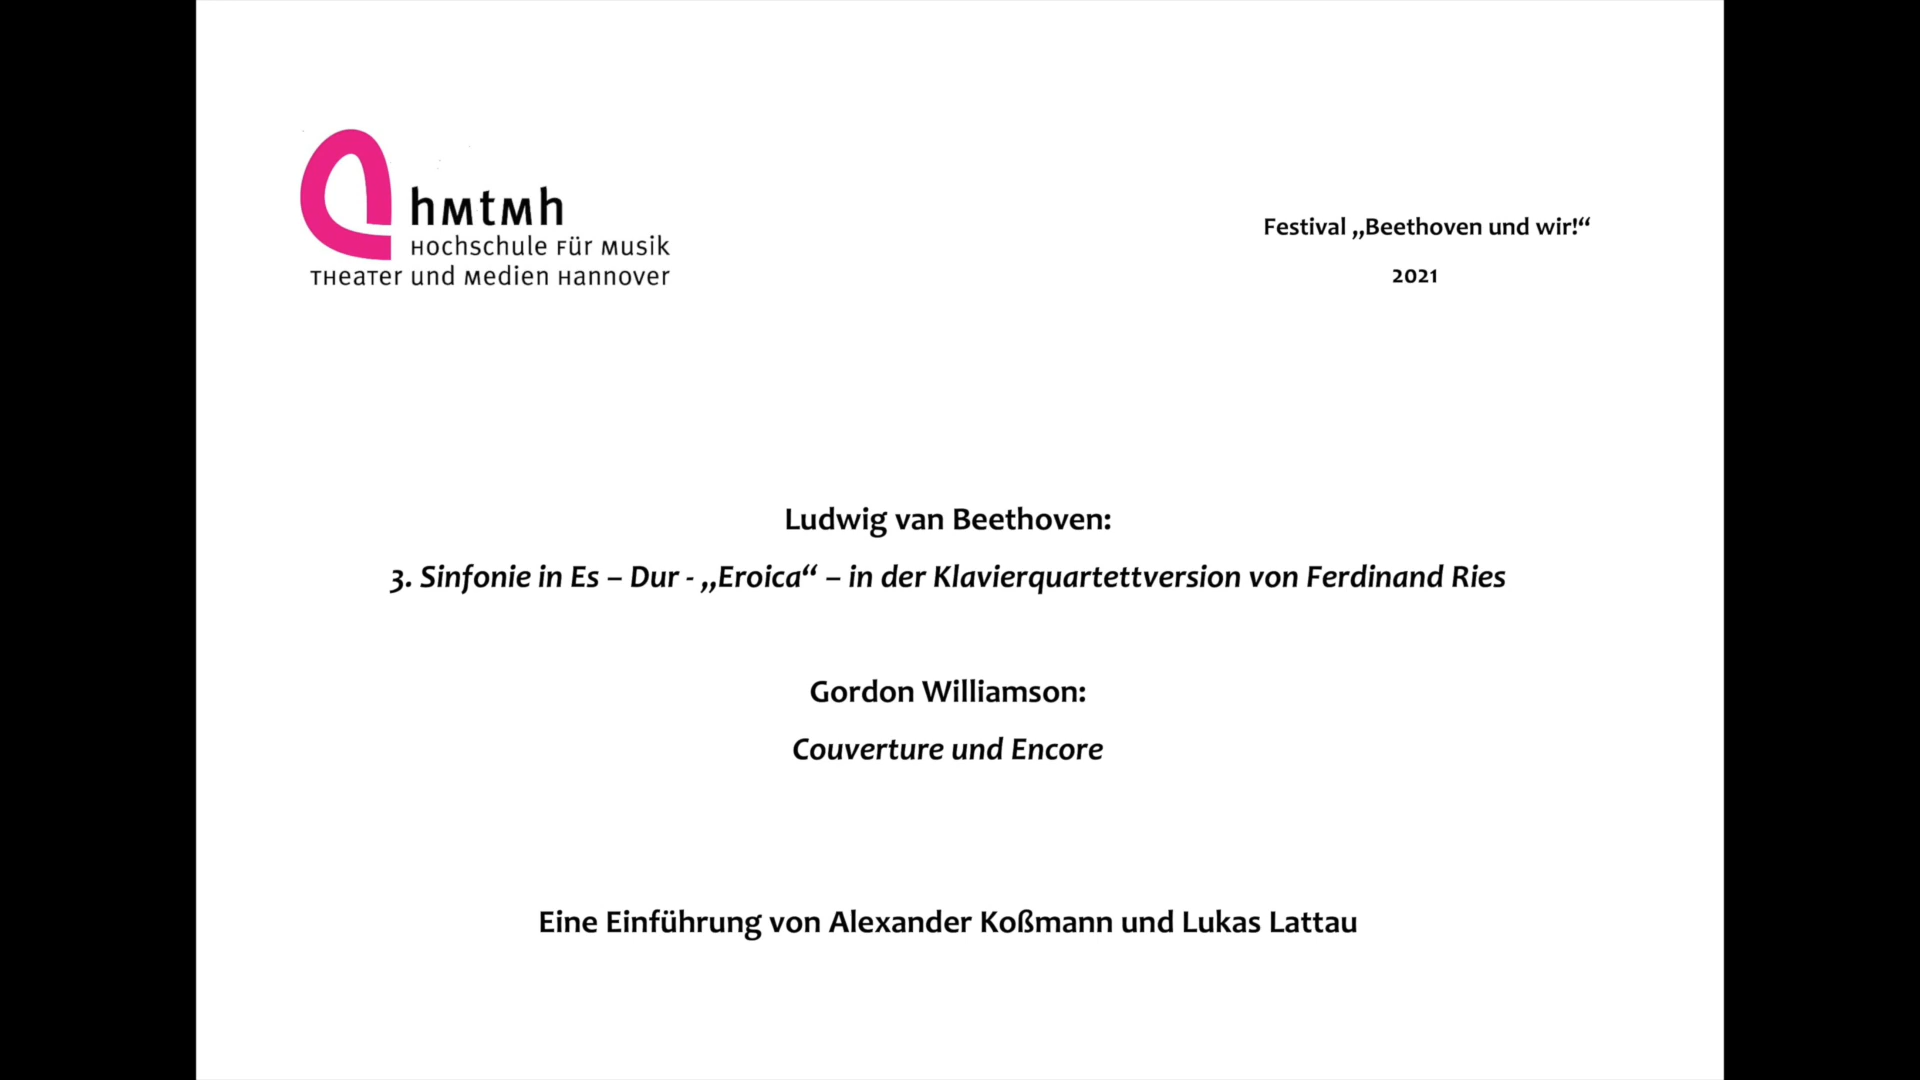 hmtmh
Hochschule für Musik
Theater und Medien Hannover
Festival „Beethoven und wir!“
2021
Ludwig van Beethoven:
3. Sinfonie in Es – Dur - „Eroica“ – in der Klavierquartettversion von Ferdinand Ries
Gordon Williamson:
Couverture und Encore
Eine Einführung von Alexander Koßmann und Lukas Lattau